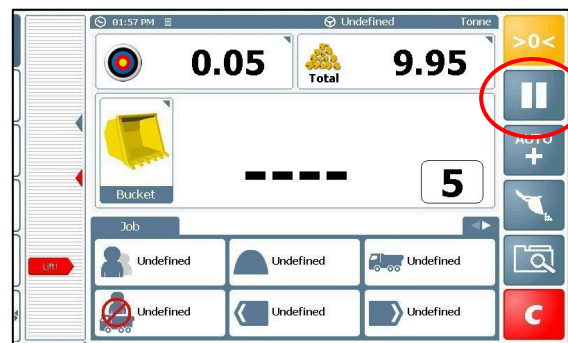 01:57 PM Undefined Tonne
>0<
0.05
Total
9.95
AUTO
+
Bucket
----
5
Job
Lift!
Undefined Undefined Undefined
Undefined Undefined Undefined
C